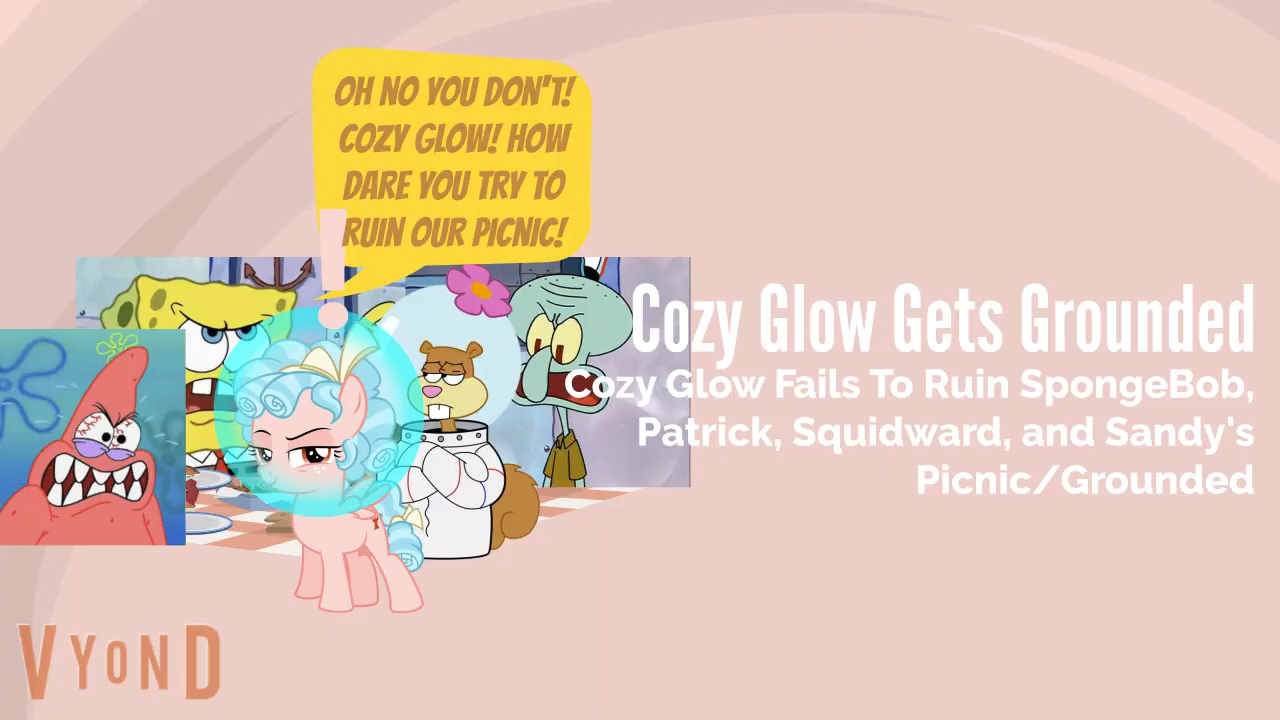 OH NO YOU DON'T!
COZY GLOW! HOW
DARE YOU TRY TO
RUIN OUR PICNIC!
Cozy Glow Gets Grounded
Cozy Glow Fails To Ruin SpongeBob,
Patrick, Squidward, and Sandy's
Picnic/Grounded
VYOND